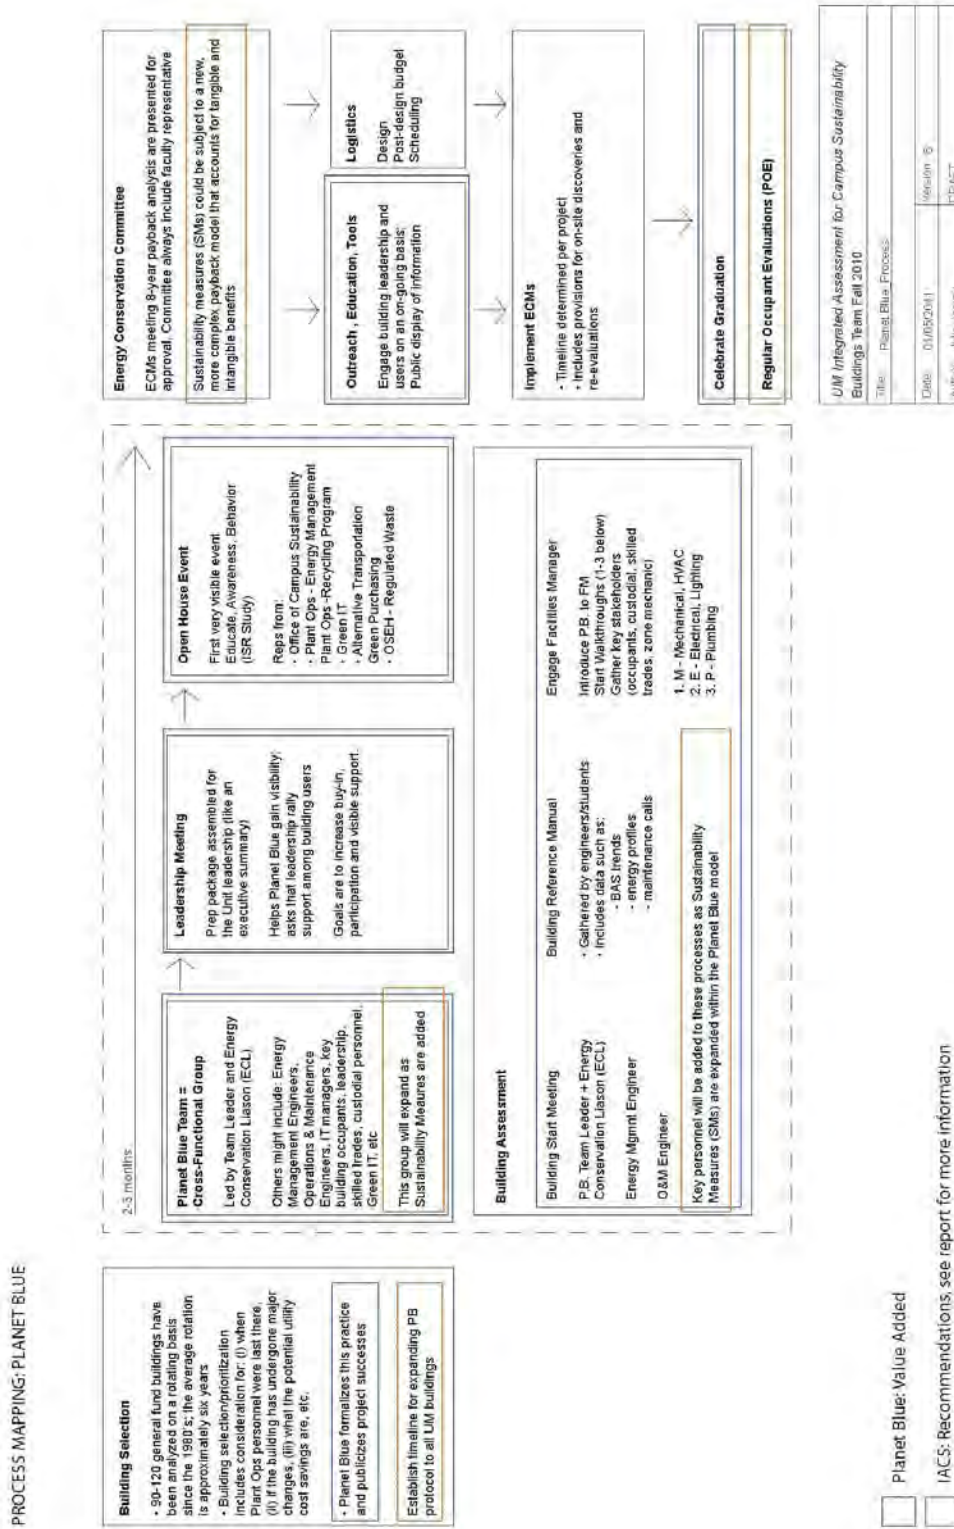 PROCESS MAPPING: PLANET BLUE
Building Selection
• 90-120 general fund buildings have
been analyzed on a rotating basis
since the 1980's; the average rotation
is approximately six years
• Building selection/prioritization
includes consideration for: (i) when
Plant Ops personnel were last there,
(ii) if the building has undergone major
changes, (iii) what the potential utility
cost savings are, etc.
• Planet Blue formalizes this practice
and publicizes project successes
Establish timeline for expanding PB
protocol to all UM buildings
2-3 months
Planet Blue Team =
Cross-Functional Group
Led by Team Leader and Energy
Conservation Liason (ECL)
Others might include: Energy
Management Engineers,
Operations & Maintenance
Engineers, IT managers, key
building occupants, leadership,
skilled trades, custodial personnel,
Green IT, etc
This group will expand as
Sustainability Meaures are added
Leadership Meeting
Prep package assembled for
the Unit leadership (like an
executive summary)
Helps Planet Blue gain visibility;
asks that leadership rally
support among building users
Goals are to increase buy-in,
participation and visible support.
Open House Event
First very visible event
Educate, Awareness, Behavior
(ISR Study)
Reps from:
• Office of Campus Sustainability
• Plant Ops - Energy Management
Plant Ops -Recycling Program
• Green IT
• Alternative Transportation
Green Purchasing
• OSEH - Regulated Waste
Building Assessment
Building Start Meeting
P.B. Team Leader + Energy
Conservation Liason (ECL)
Energy Mgmnt Engineer
O&M Engineer
Building Reference Manual
• Gathered by engineers/students
• Includes data such as:
- BAS trends
- energy profiles
- maintenance calls
Engage Facilities Manager
Introduce P.B. to FM
Start Walkthroughs (1-3 below)
Gather key stakeholders
(occupants, custodial, skilled
trades, zone mechanic)
1. M - Mechanical, HVAC
2. E - Electrical, Lighting
3. P - Plumbing
Key personnel will be added to these processes as Sustainability
Measures (SMs) are expanded within the Planet Blue model
Energy Conservation Committee
ECMs meeting 8-year payback analysis are presented for
approval. Committee always include faculty representative
Sustainability measures (SMs) could be subject to a new,
more complex payback model that accounts for tangible and
intangible benefits
Outreach , Education, Tools
Engage building leadership and
users on an on-going basis;
Public display of information
Logistics
Design
Post-design budget
Scheduling
Implement ECMs
• Timeline determined per project
• Includes provisions for on-site discoveries and
re-evaluations
Celebrate Graduation
Regular Occupant Evaluations (POE)
Planet Blue: Value Added
IACS: Recommendations, see report for more information
UM Integrated Assessment for Campus Sustainability
Buildings Team Fall 2010
Title: Planet Blue Process
Date: 01/05/2011
Version 6
DRAFT